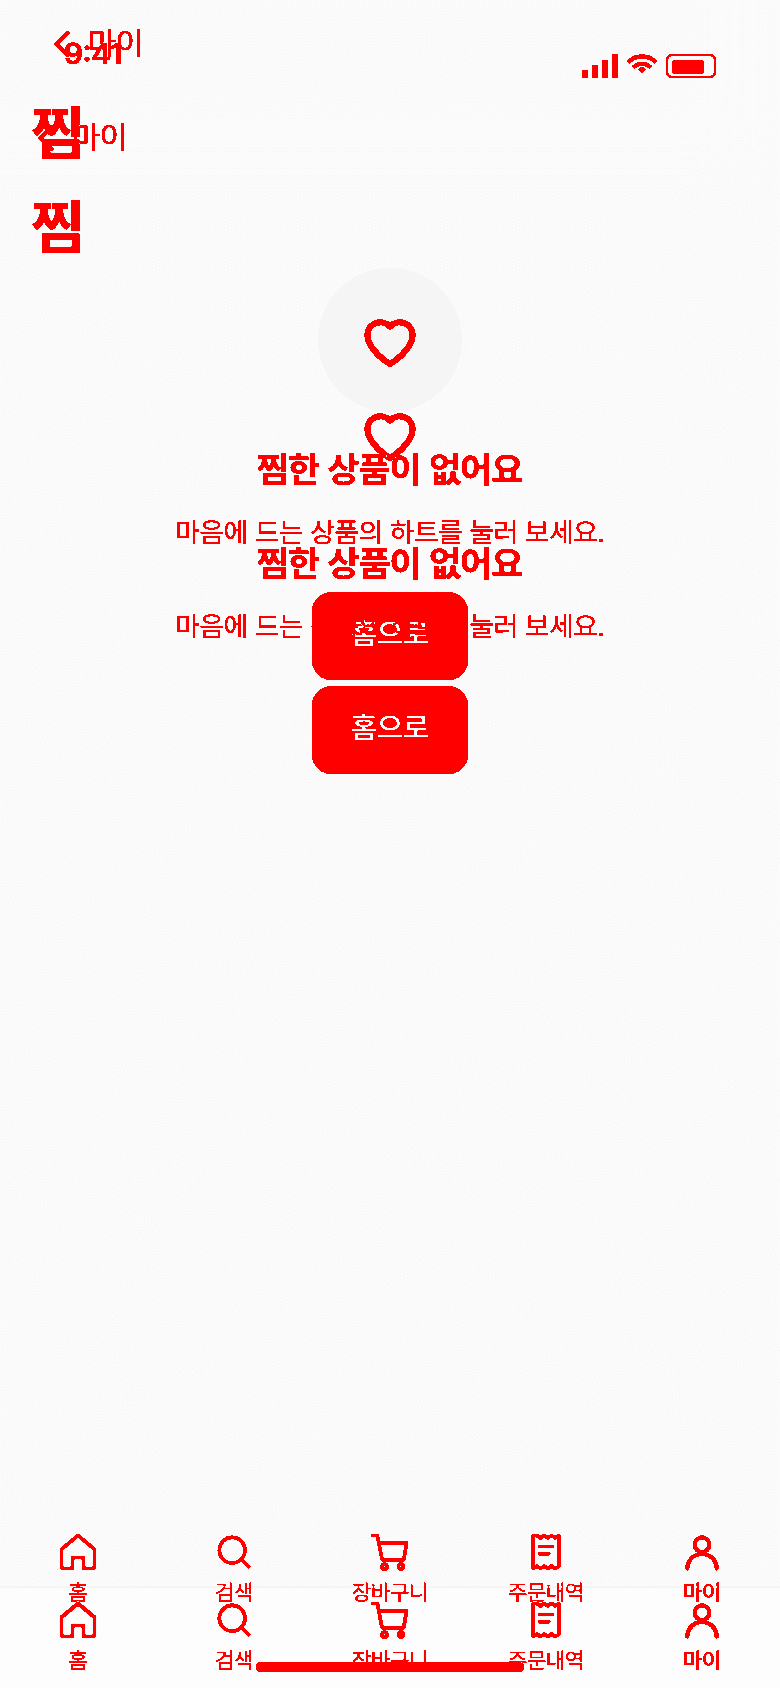 마이
9:41
찜
마이
찜
찜한 상품이 없어요
마음에 드는 상품의 하트를 눌러 보세요.
찜한 상품이 없어요
마음에 드는 눌러 보세요.
홈으로
홈으로
홈 검색 장바구니 주문내역 마이
홈 검색 장바구니 주문내역 마이